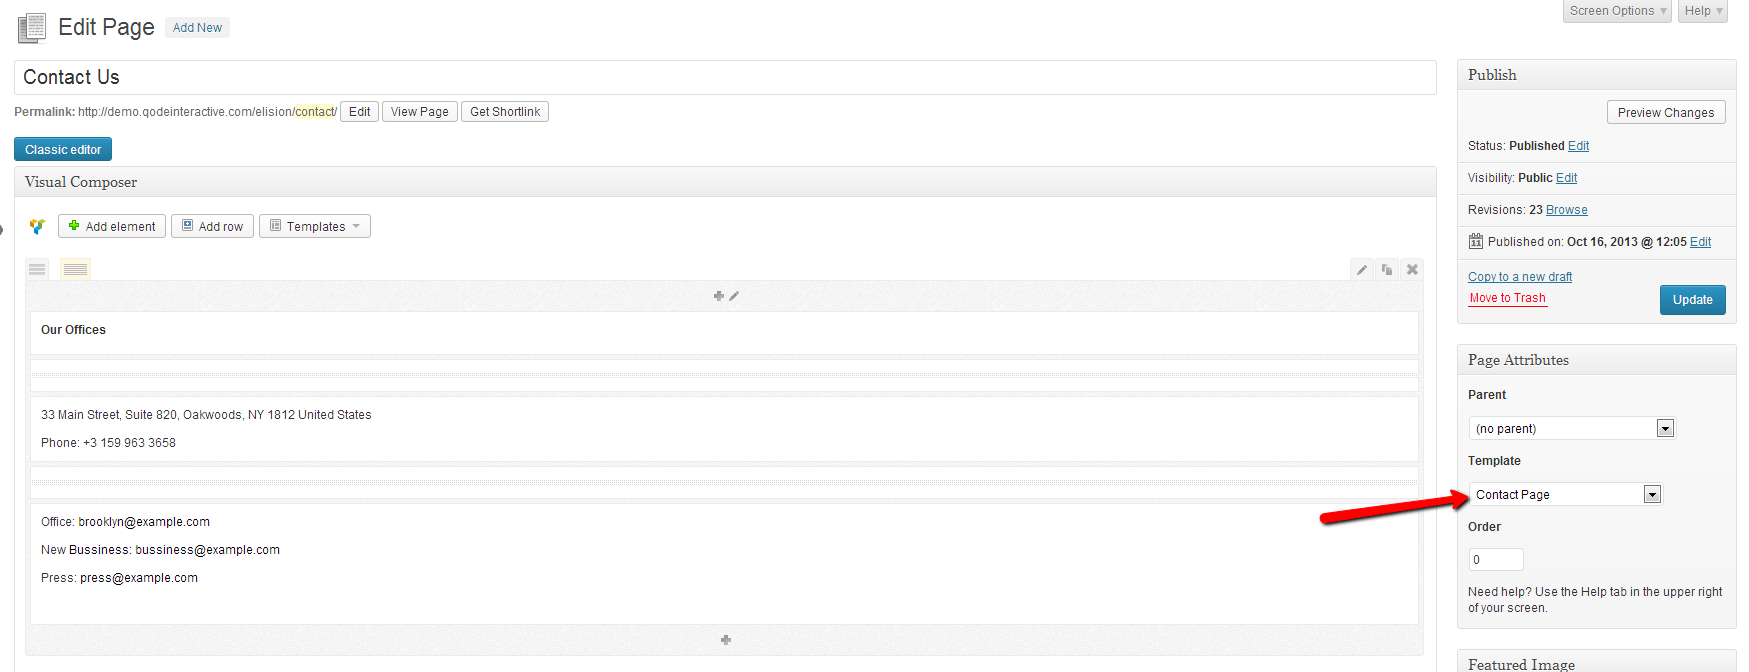 Screen Options Help
Edit Page Add New
Contact Us
Permalink: http://demo.qodeinteractive.com/elision/contact/ Edit View Page Get Shortlink
Classic editor
Visual Composer
Add element Add row Templates
Our Offices
33 Main Street, Suite 820, Oakwoods, NY 1812 United States
Phone: +3 159 963 3658
Office: brooklyn@example.com
New Bussiness: bussiness@example.com
Press: press@example.com
Publish
Preview Changes
Status: Published Edit
Visibility: Public Edit
Revisions: 23 Browse
11 Published on: Oct 16, 2013 @ 12:05 Edit
Copy to a new draft
Move to Trash
Update
Page Attributes
Parent
(no parent)
Template
Contact Page
Order
0
Need help? Use the Help tab in the upper right
of your screen.
Featured Image